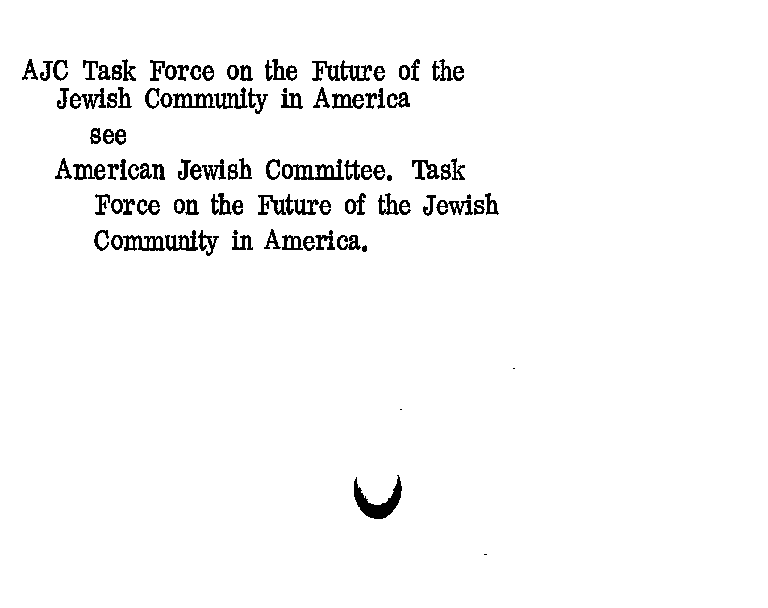 AJC Task Force on the Future of the
Jewish Community in America
see
American Jewish Committee. Task
Force on the Future of the Jewish
Community in America.